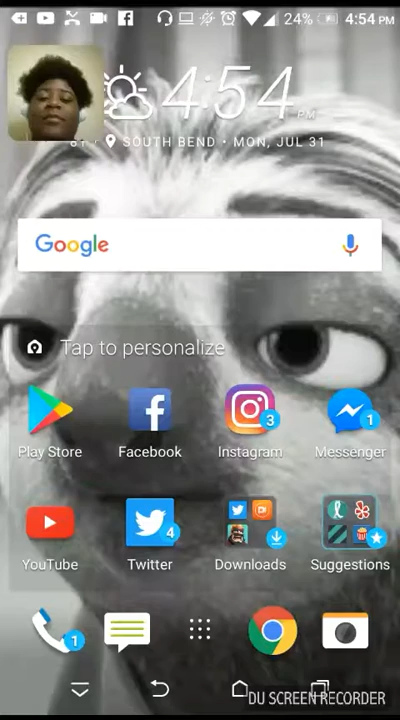 24% 4:54 PM
4:54 PM
SOUTH BEND • MON, JUL 31
Google
Tap to personalize
3 1
Play Store Facebook Instagram Messenger
4
YouTube Twitter Downloads Suggestions
1
DU SCREEN RECORDER